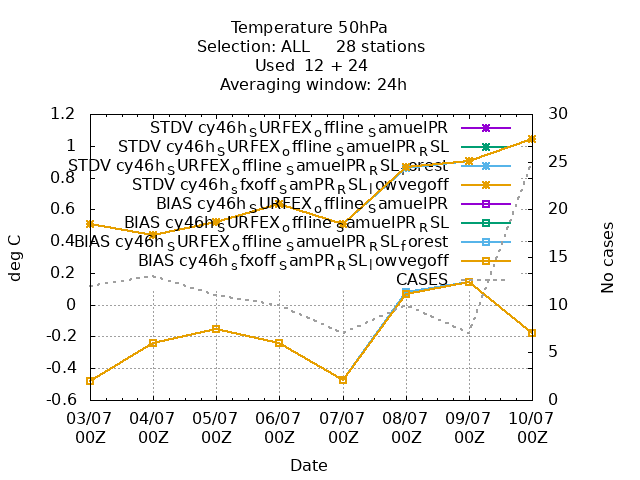 Temperature 50hPa
Selection: ALL     28 stations
Used  12 + 24
Averaging window: 24h
1.2
1
0.8
0.6
0.4
0.2
0
-0.2
-0.4
-0.6
deg C
30
25
20
15
10
5
0
No cases
STDV cy46h_SURFEX_offline_SamuelPR
STDV cy46h_SURFEX_offline_SamuelPR_RSL
STDV cy46h_SURFEX_offline_SamuelPR_RSL_forest
STDV cy46h_sfxoff_SamPR_RSL_lowvegoff
BIAS cy46h_SURFEX_offline_SamuelPR
BIAS cy46h_SURFEX_offline_SamuelPR_RSL
BIAS cy46h_SURFEX_offline_SamuelPR_RSL_forest
BIAS cy46h_sfxoff_SamPR_RSL_lowvegoff
CASES
03/07 04/07 05/07 06/07 07/07 08/07 09/07 10/07
00Z 00Z 00Z 00Z 00Z 00Z 00Z 00Z
Date